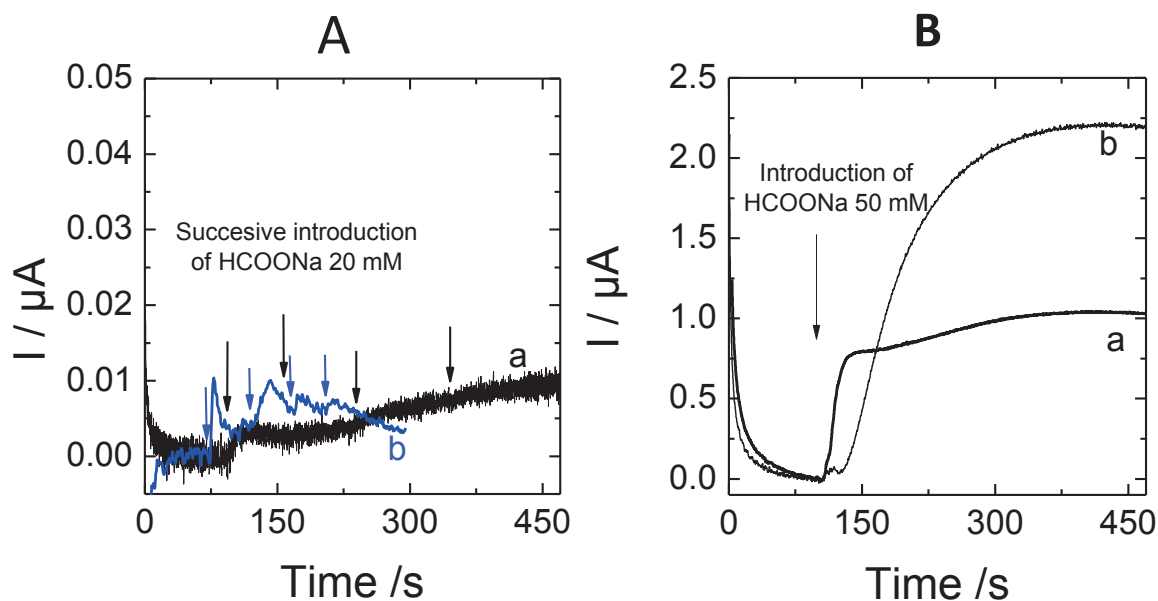 A
I / µA
0.05
0.04
0.03
0.02
0.01
0.00
Succesive introduction
of HCOONa 20 mM
a
b
0 150 300 450
Time /s
B
I / µA
2.5
2.0
1.5
1.0
0.5
0.0
Introduction of
HCOONa 50 mM
b
a
0 150 300 450
Time /s